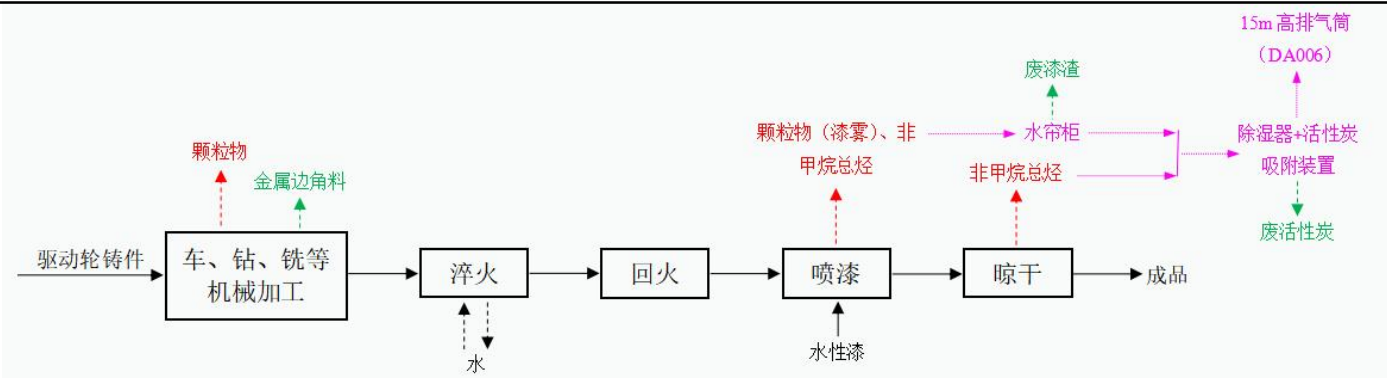 15m 高排气筒
（DA006）
废漆渣
颗粒物（漆雾）、非
甲烷总烃
水帘柜
除湿器+活性炭
吸附装置
颗粒物
金属边角料
非甲烷总烃
废活性炭
驱动轮铸件
车、钻、铣等
机械加工
淬火
回火
喷漆
晾干
成品
水
水性漆